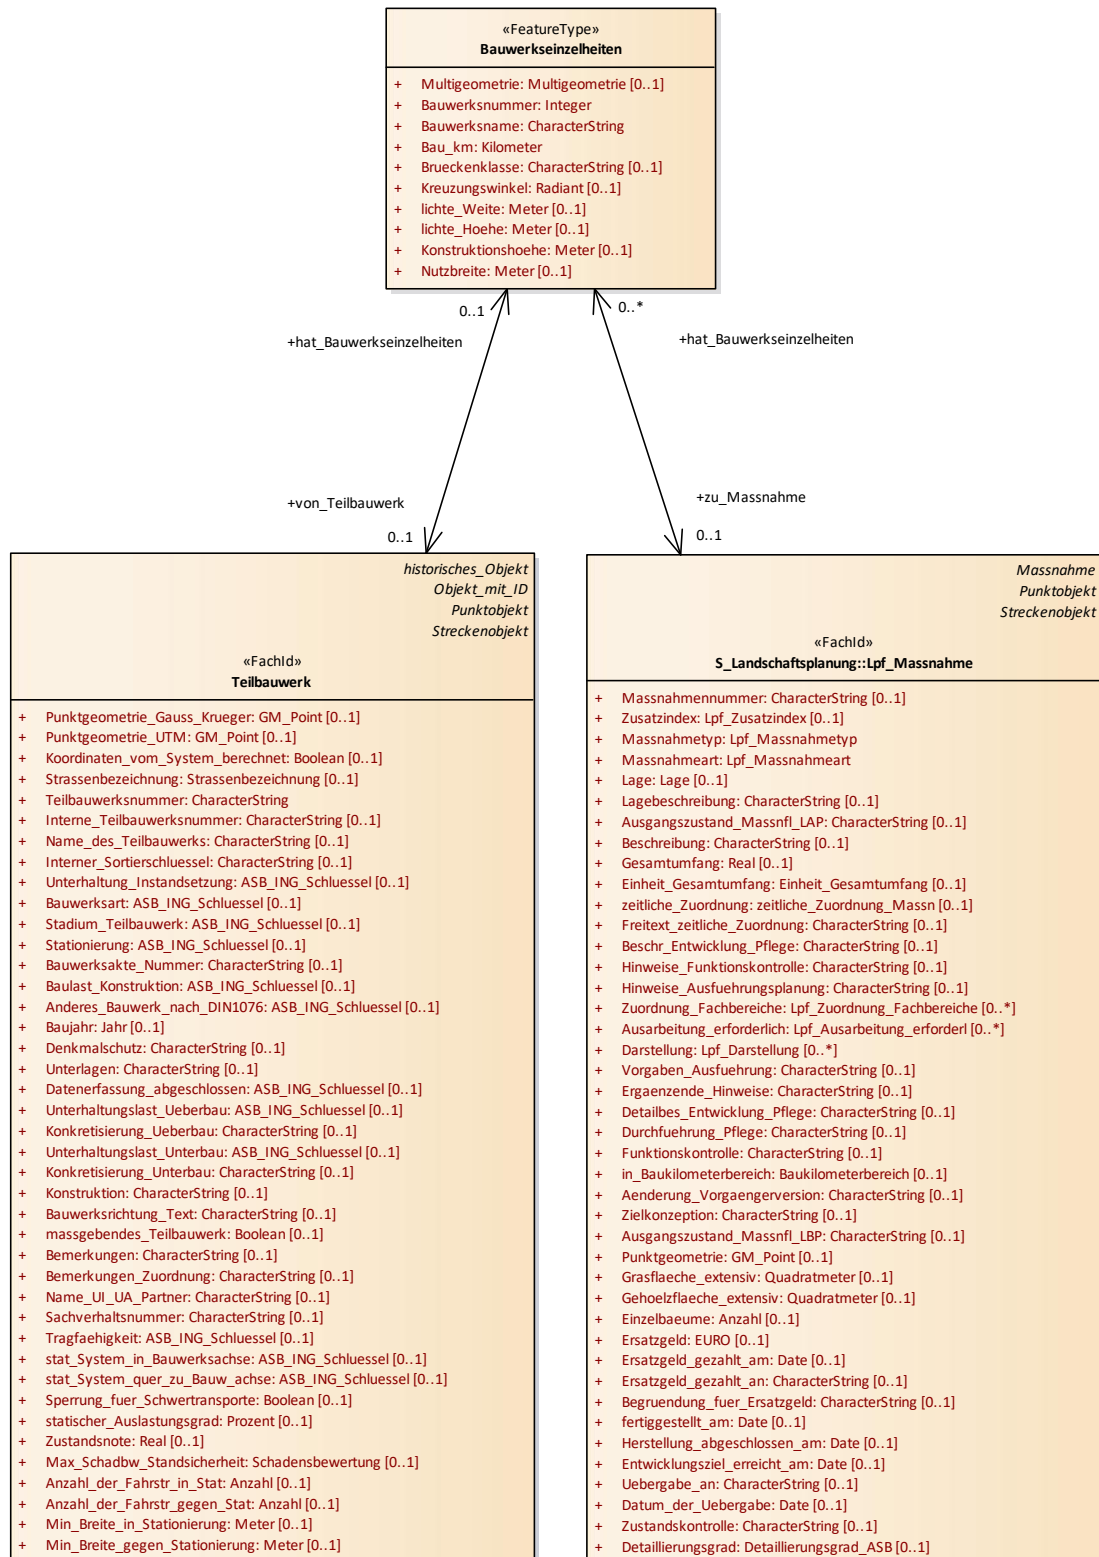 «FeatureType»
Bauwerkseinzelheiten
+ Multigeometrie: Multigeometrie [0..1]
+ Bauwerksnummer: Integer
+ Bauwerksname: CharacterString
+ Bau_km: Kilometer
+ Brueckenklasse: CharacterString [0..1]
+ Kreuzungswinkel: Radiant [0..1]
+ lichte_Weite: Meter [0..1]
+ lichte_Hoehe: Meter [0..1]
+ Konstruktionshoehe: Meter [0..1]
+ Nutzbreite: Meter [0..1]
0..1
0..*
+hat_Bauwerkseinzelheiten
+hat_Bauwerkseinzelheiten
+von_Teilbauwerk
+zu_Massnahme
0..1
0..1
historisches_Objekt
Objekt_mit_ID
Punktobjekt
Streckenobjekt
«FachId»
Teilbauwerk
+ Punktgeometrie_Gauss_Krueger: GM_Point [0..1]
+ Punktgeometrie_UTM: GM_Point [0..1]
+ Koordinaten_vom_System_berechnet: Boolean [0..1]
+ Strassenbezeichnung: Strassenbezeichnung [0..1]
+ Teilbauwerksnummer: CharacterString
+ Interne_Teilbauwerksnummer: CharacterString [0..1]
+ Name_des_Teilbauwerks: CharacterString [0..1]
+ Interner_Sortierschluessel: CharacterString [0..1]
+ Unterhaltung_Instandsetzung: ASB_ING_Schluessel [0..1]
+ Bauwerksart: ASB_ING_Schluessel [0..1]
+ Stadium_Teilbauwerk: ASB_ING_Schluessel [0..1]
+ Stationierung: ASB_ING_Schluessel [0..1]
+ Bauwerksakte_Nummer: CharacterString [0..1]
+ Baulast_Konstruktion: ASB_ING_Schluessel [0..1]
+ Anderes_Bauwerk_nach_DIN1076: ASB_ING_Schluessel [0..1]
+ Baujahr: Jahr [0..1]
+ Denkmalschutz: CharacterString [0..1]
+ Unterlagen: CharacterString [0..1]
+ Datenerfassung_abgeschlossen: ASB_ING_Schluessel [0..1]
+ Unterhaltungslast_Ueberbau: ASB_ING_Schluessel [0..1]
+ Konkretisierung_Ueberbau: CharacterString [0..1]
+ Unterhaltungslast_Unterbau: ASB_ING_Schluessel [0..1]
+ Konkretisierung_Unterbau: CharacterString [0..1]
+ Konstruktion: CharacterString [0..1]
+ Bauwerksrichtung_Text: CharacterString [0..1]
+ massgebendes_Teilbauwerk: Boolean [0..1]
+ Bemerkungen: CharacterString [0..1]
+ Bemerkungen_Zuordnung: CharacterString [0..1]
+ Name_UI_UA_Partner: CharacterString [0..1]
+ Sachverhaltsnummer: CharacterString [0..1]
+ Tragfaehigkeit: ASB_ING_Schluessel [0..1]
+ stat_System_in_Bauwerksachse: ASB_ING_Schluessel [0..1]
+ stat_System_quer_zu_Bauw_achse: ASB_ING_Schluessel [0..1]
+ Sperrung_fuer_Schwertransporte: Boolean [0..1]
+ statischer_Auslastungsgrad: Prozent [0..1]
+ Zustandsnote: Real [0..1]
+ Max_Schadbw_Standsicherheit: Schadensbewertung [0..1]
+ Anzahl_der_Fahrstr_in_Stat: Anzahl [0..1]
+ Anzahl_der_Fahrstr_gegen_Stat: Anzahl [0..1]
+ Min_Breite_in_Stationierung: Meter [0..1]
+ Min_Breite_gegen_Stationierung: Meter [0..1]
Massnahme
Punktobjekt
Streckenobjekt
«FachId»
S_Landschaftsplanung::Lpf_Massnahme
+ Massnahmennummer: CharacterString [0..1]
+ Zusatzindex: Lpf_Zusatzindex [0..1]
+ Massnahmetyp: Lpf_Massnahmetyp
+ Massnahmeart: Lpf_Massnahmeart
+ Lage: Lage [0..1]
+ Lagebeschreibung: CharacterString [0..1]
+ Ausgangszustand_Massnfl_LAP: CharacterString [0..1]
+ Beschreibung: CharacterString [0..1]
+ Gesamtumfang: Real [0..1]
+ Einheit_Gesamtumfang: Einheit_Gesamtumfang [0..1]
+ zeitliche_Zuordnung: zeitliche_Zuordnung_Massn [0..1]
+ Freitext_zeitliche_Zuordnung: CharacterString [0..1]
+ Beschr_Entwicklung_Pflege: CharacterString [0..1]
+ Hinweise_Funktionskontrolle: CharacterString [0..1]
+ Hinweise_Ausfuehrungsplanung: CharacterString [0..1]
+ Zuordnung_Fachbereiche: Lpf_Zuordnung_Fachbereiche [0..*]
+ Ausarbeitung_erforderlich: Lpf_Ausarbeitung_erforderl [0..*]
+ Darstellung: Lpf_Darstellung [0..*]
+ Vorgaben_Ausfuehrung: CharacterString [0..1]
+ Ergaenzende_Hinweise: CharacterString [0..1]
+ Detailbes_Entwicklung_Pflege: CharacterString [0..1]
+ Durchfuehrung_Pflege: CharacterString [0..1]
+ Funktionskontrolle: CharacterString [0..1]
+ in_Baukilometerbereich: Baukilometerbereich [0..1]
+ Aenderung_Vorgaengerversion: CharacterString [0..1]
+ Zielkonzeption: CharacterString [0..1]
+ Ausgangszustand_Massnfl_LBP: CharacterString [0..1]
+ Punktgeometrie: GM_Point [0..1]
+ Grasflaeche_extensiv: Quadratmeter [0..1]
+ Gehoelzflaeche_extensiv: Quadratmeter [0..1]
+ Einzelbaeume: Anzahl [0..1]
+ Ersatzgeld: EURO [0..1]
+ Ersatzgeld_gezahlt_am: Date [0..1]
+ Ersatzgeld_gezahlt_an: CharacterString [0..1]
+ Begruendung_fuer_Ersatzgeld: CharacterString [0..1]
+ fertiggestellt_am: Date [0..1]
+ Herstellung_abgeschlossen_am: Date [0..1]
+ Entwicklungsziel_erreicht_am: Date [0..1]
+ Uebergabe_an: CharacterString [0..1]
+ Datum_der_Uebergabe: Date [0..1]
+ Zustandskontrolle: CharacterString [0..1]
+ Detaillierungsgrad: Detaillierungsgrad_ASB [0..1]